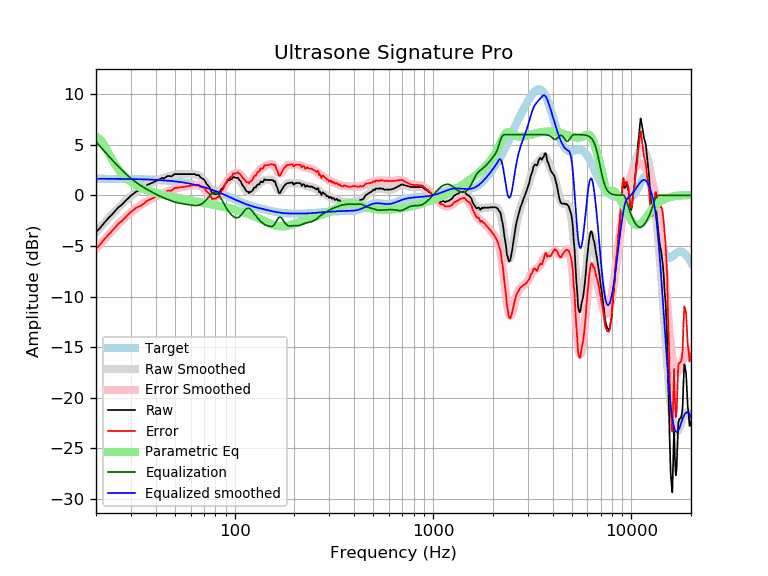 Ultrasone Signature Pro
10
5
0
−5
−10
−15
−20
−25
−30
Amplitude (dBr)
Target
Raw Smoothed
Error Smoothed
Raw
Error
Parametric Eq
Equalization
Equalized smoothed
100
1000
10000
Frequency (Hz)